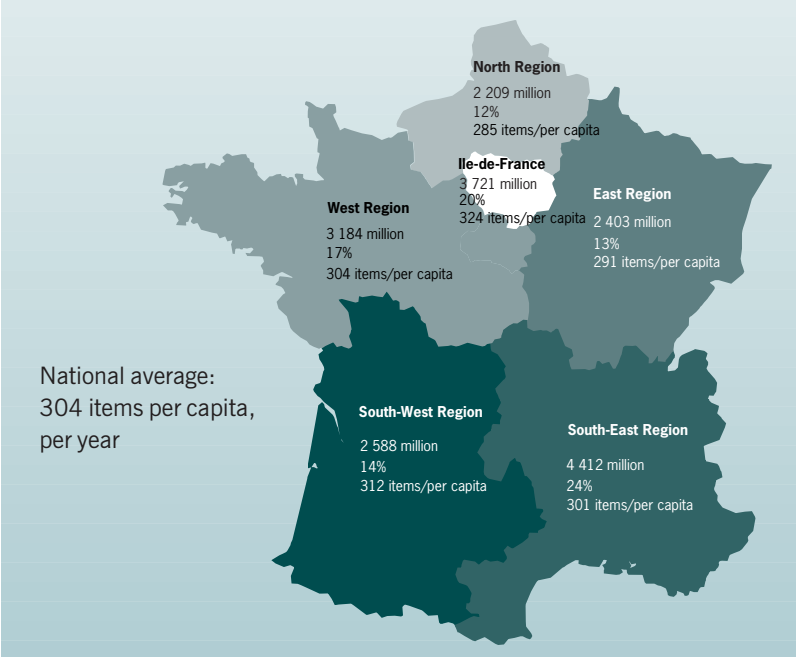 North Region
2 209 million
12%
285 items/per capita
Ile-de-France
3 721 million
20%
324 items/per capita
West Region
3 184 million
17%
304 items/per capita
East Region
2 403 million
13%
291 items/per capita
National average:
304 items per capita,
per year
South-West Region
2 588 million
14%
312 items/per capita
South-East Region
4 412 million
24%
301 items/per capita